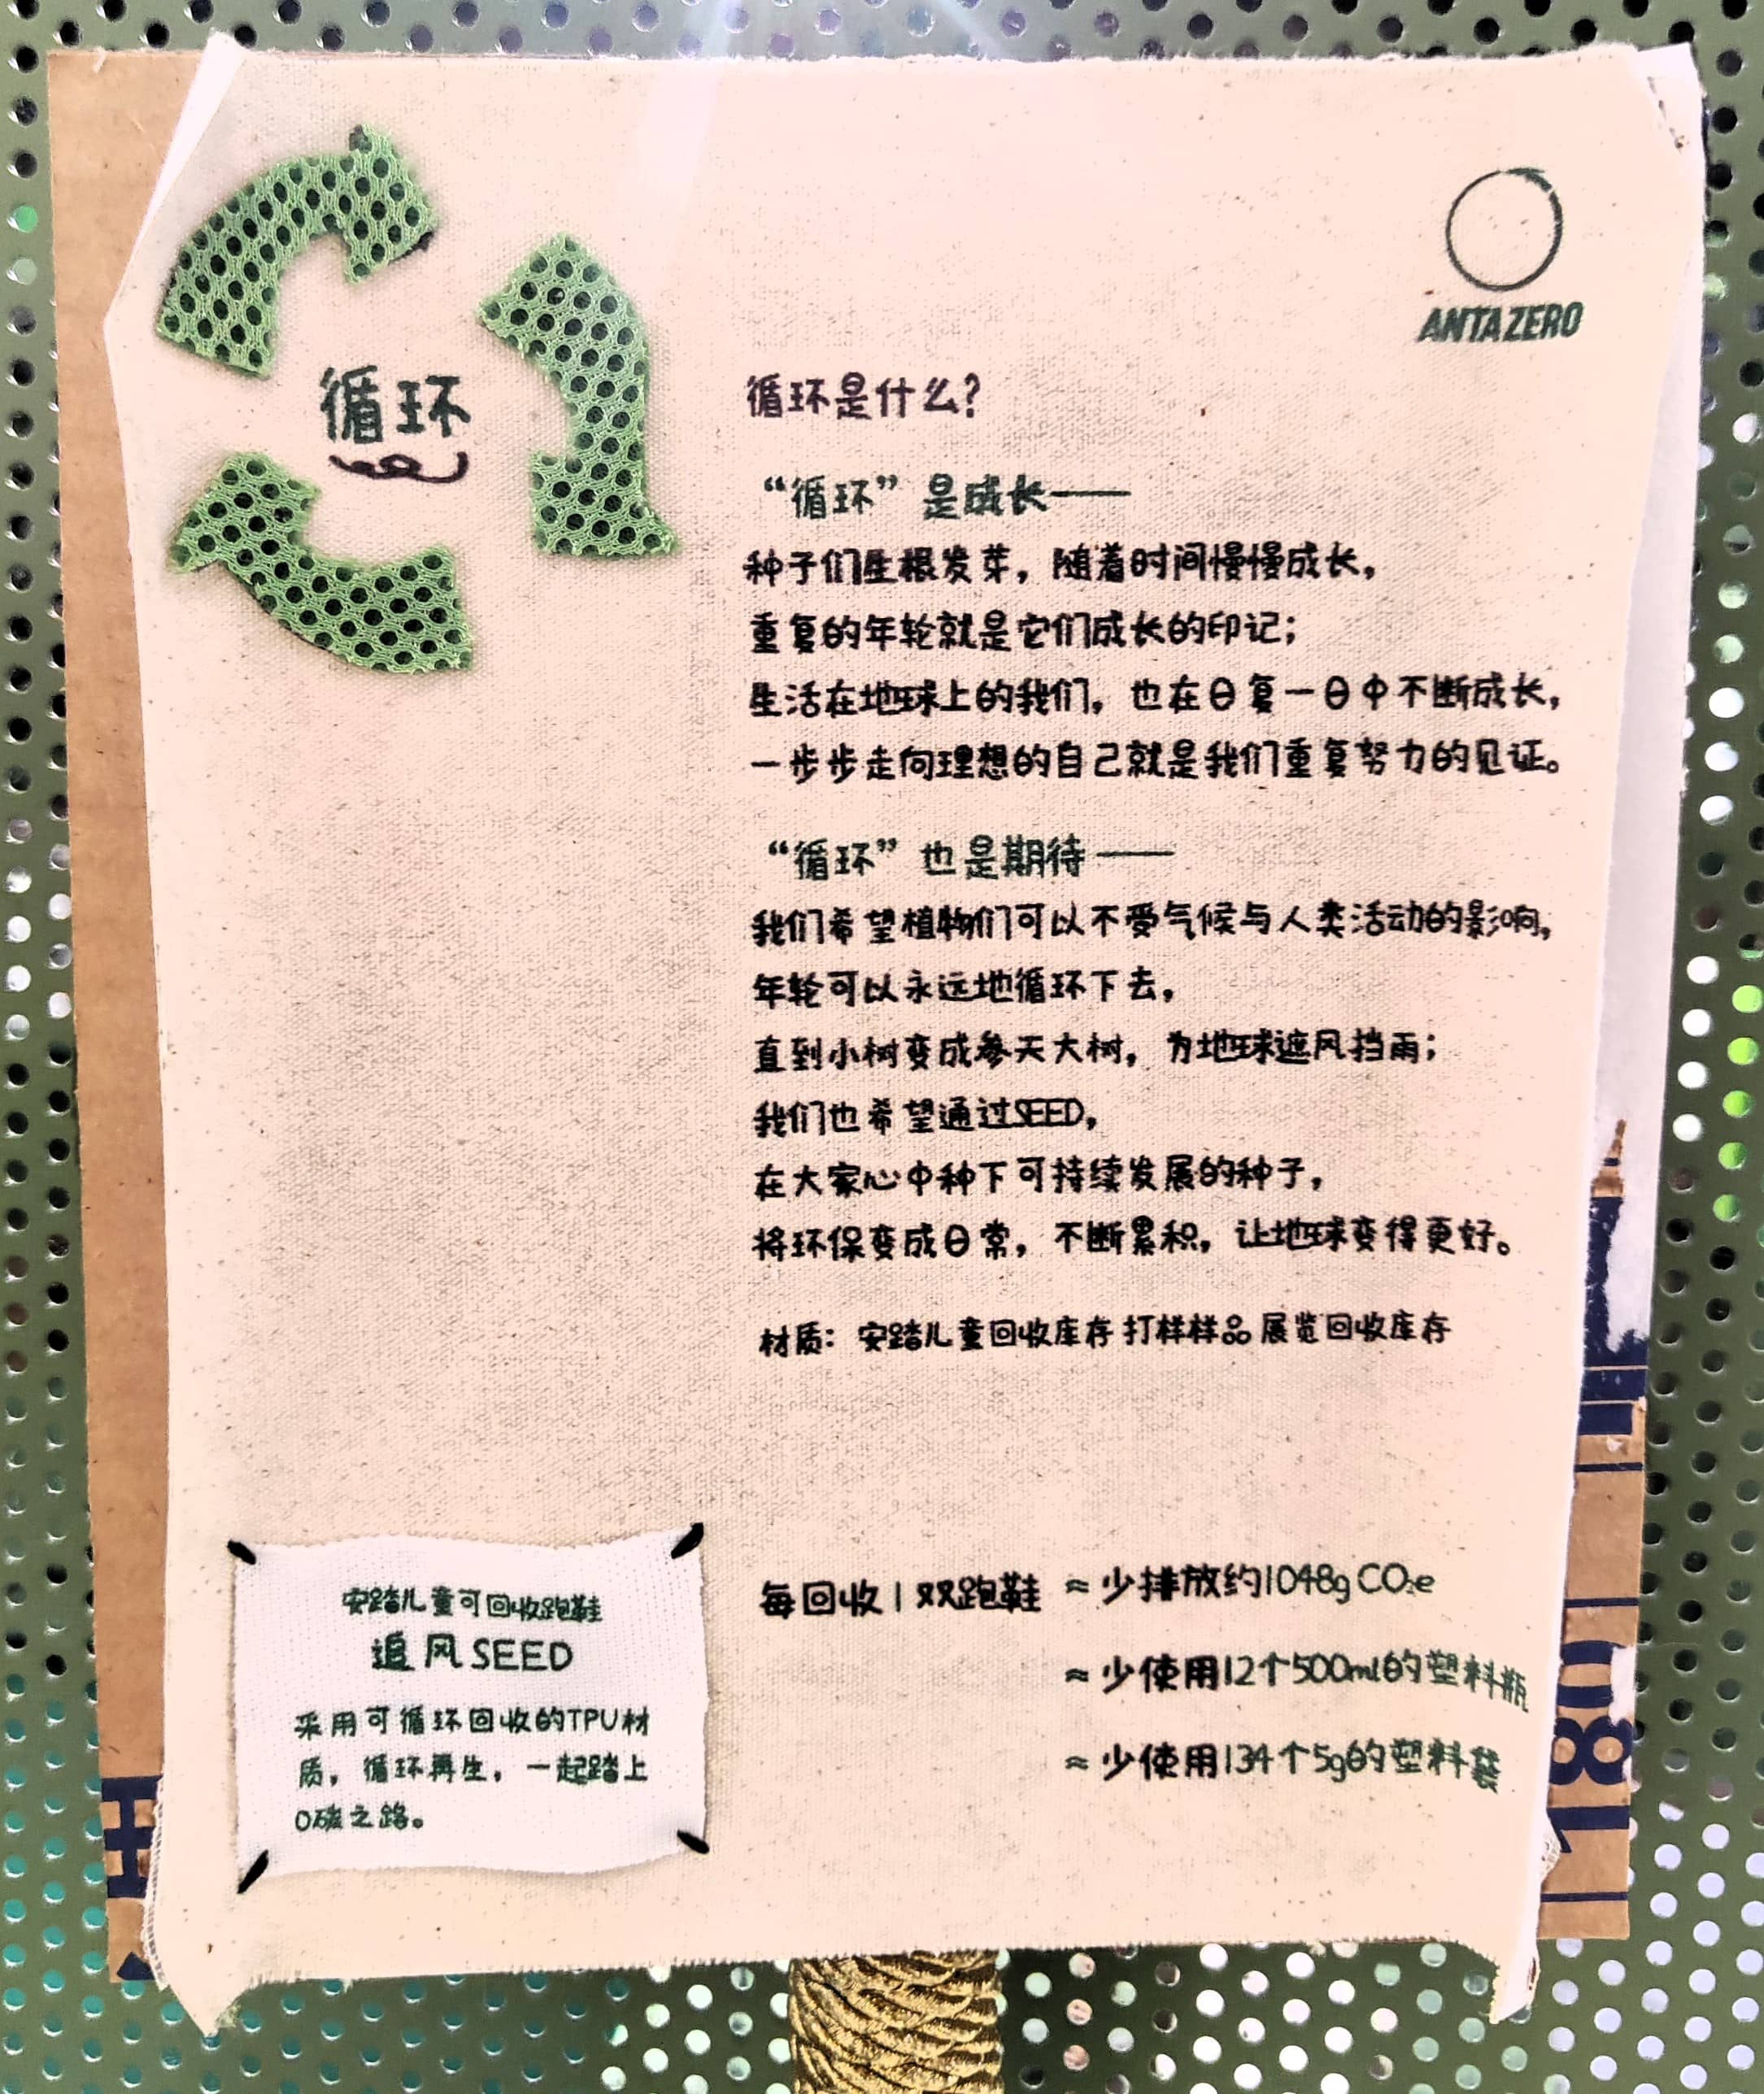 ANTAZERO
循环
循环是什么？
“循环”是成长——
种子们生根发芽，随着时间慢慢成长，
重复的年轮就是它们成长的印记；
生活在地球上的我们，也在日复一日中不断成长，
一步步走向理想的自己就是我们重复努力的见证。
“循环”也是期待——
我们希望植物们可以不受气候与人类活动的影响，
年轮可以永远地循环下去，
直到小树变成参天大树，为地球遮风挡雨；
我们也希望通过SEED，
在大家心中种下可持续发展的种子，
将环保变成日常，不断累积，让地球变得更好。
材质：安踏儿童回收库存 打样样品 展览回收库存
安踏儿童可回收跑鞋
追风SEED
采用可循环回收的TPU材
质，循环再生，一起踏上
0碳之路。
每回收1双跑鞋 ≈ 少排放约1048g CO₂e
≈ 少使用12个500ml的塑料瓶
≈ 少使用134个5g的塑料袋